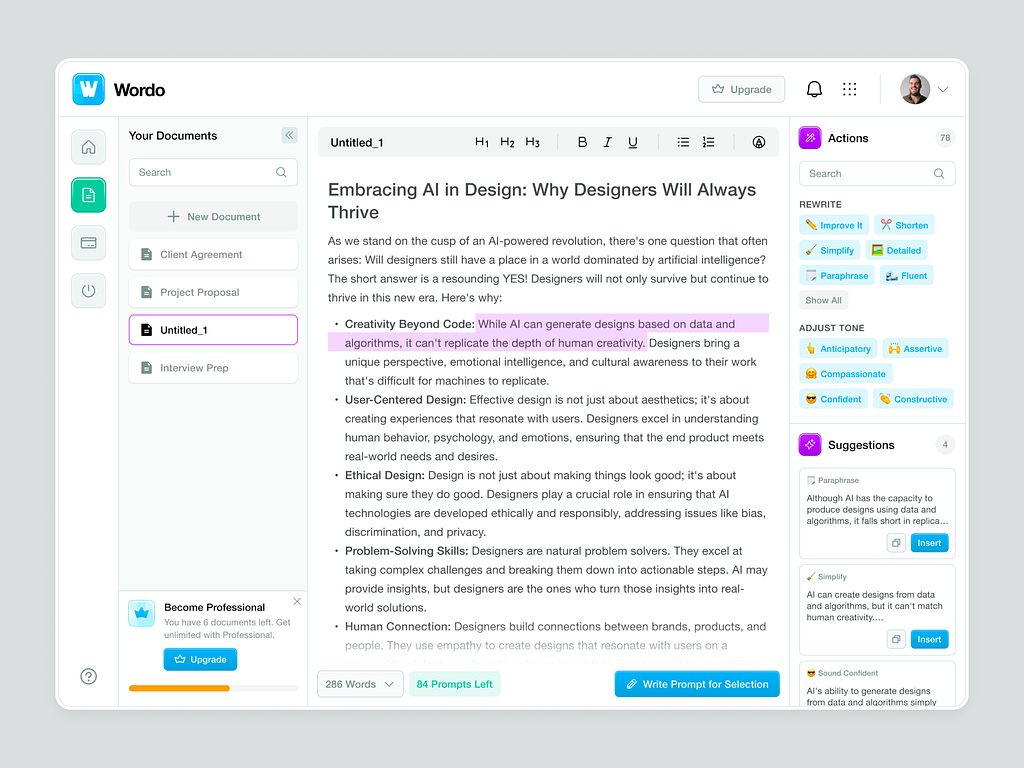 W Wordo
Upgrade
Your Documents
Search
New Document
Client Agreement
Project Proposal
Untitled_1
Interview Prep
Become Professional
You have 6 documents left. Get
unlimited with Professional.
Upgrade
Untitled_1
H1 H2 H3 B I U A
Embracing AI in Design: Why Designers Will Always
Thrive
As we stand on the cusp of an AI-powered revolution, there's one question that often
arises: Will designers still have a place in a world dominated by artificial intelligence?
The short answer is a resounding YES! Designers will not only survive but continue to
thrive in this new era. Here's why:
• Creativity Beyond Code: While AI can generate designs based on data and
algorithms, it can't replicate the depth of human creativity. Designers bring a
unique perspective, emotional intelligence, and cultural awareness to their work
that's difficult for machines to replicate.
• User-Centered Design: Effective design is not just about aesthetics; it's about
creating experiences that resonate with users. Designers excel in understanding
human behavior, psychology, and emotions, ensuring that the end product meets
real-world needs and desires.
• Ethical Design: Design is not just about making things look good; it's about
making sure they do good. Designers play a crucial role in ensuring that AI
technologies are developed ethically and responsibly, addressing issues like bias,
discrimination, and privacy.
• Problem-Solving Skills: Designers are natural problem solvers. They excel at
taking complex challenges and breaking them down into actionable steps. AI may
provide insights, but designers are the ones who turn those insights into real-
world solutions.
• Human Connection: Designers build connections between brands, products, and
people. They use empathy to create designs that resonate with users on a
286 Words
84 Prompts Left
Write Prompt for Selection
Actions
78
Search
REWRITE
Improve It
Shorten
Simplify
Detailed
Paraphrase
Fluent
Show All
ADJUST TONE
Anticipatory
Assertive
Compassionate
Confident
Constructive
Suggestions
4
Paraphrase
Although AI has the capacity to
produce designs using data and
algorithms, it falls short in replica...
Insert
Simplify
AI can create designs from data
and algorithms, but it can't match
human creativity....
Insert
Sound Confident
AI's ability to generate designs
from data and algorithms simply